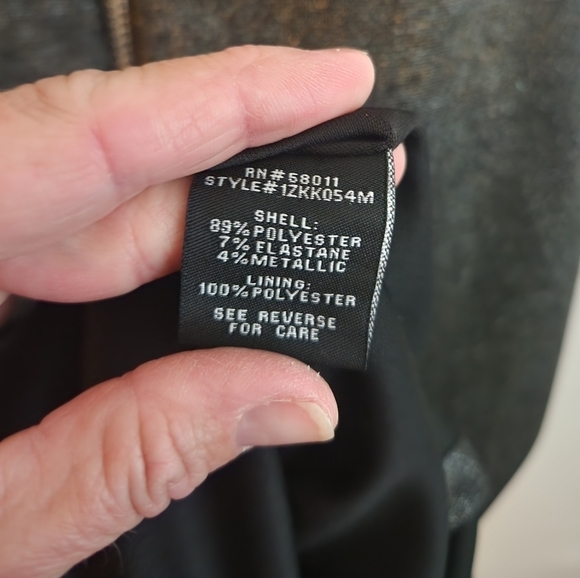 RN#58011
STYLE#1ZKK054M
SHELL:
89%POLYESTER
7%ELASTANE
4%METALLIC
LINING:
100%POLYESTER
SEE REVERSE
FOR CARE